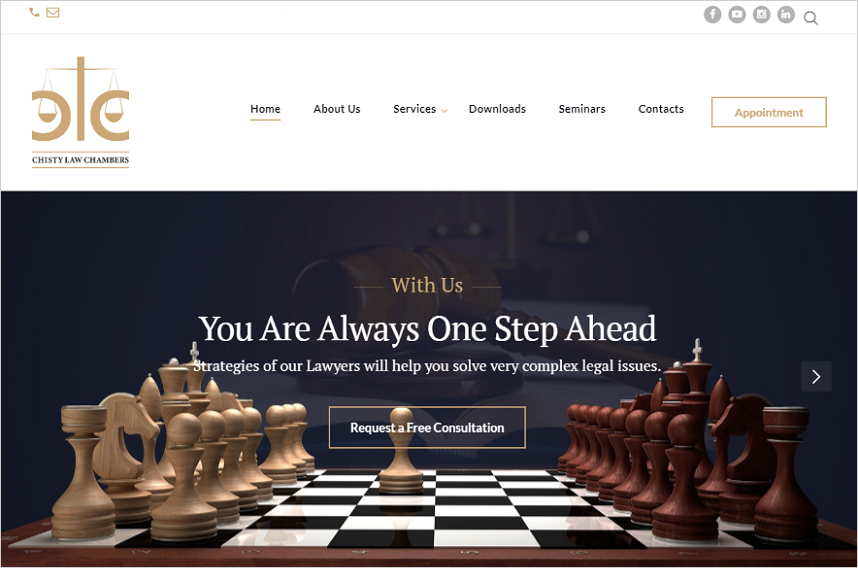 CHISTY LAW CHAMBERS
Home
About Us
Services
Downloads
Seminars
Contacts
Appointment
With Us
You Are Always One Step Ahead
Strategies of our Lawyers will help you solve very complex legal issues.
Request a Free Consultation